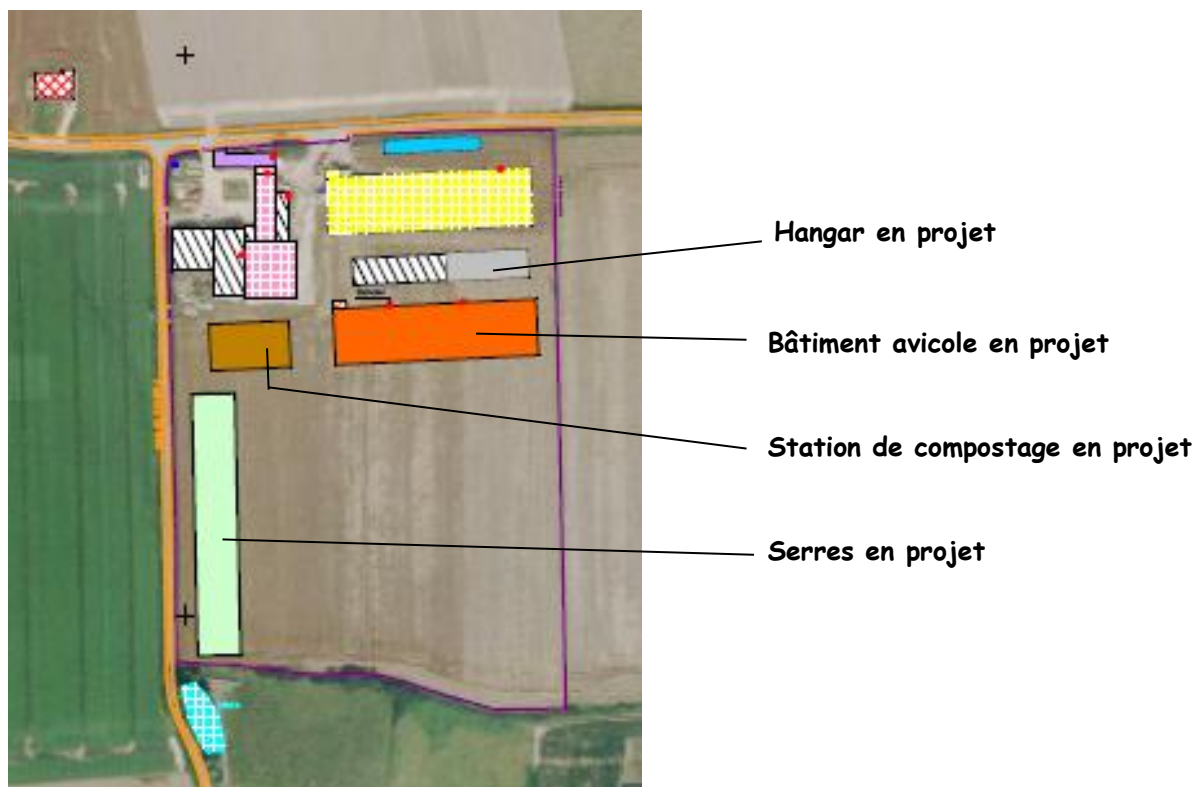 Hangar en projet
Bâtiment avicole en projet
Station de compostage en projet
Serres en projet